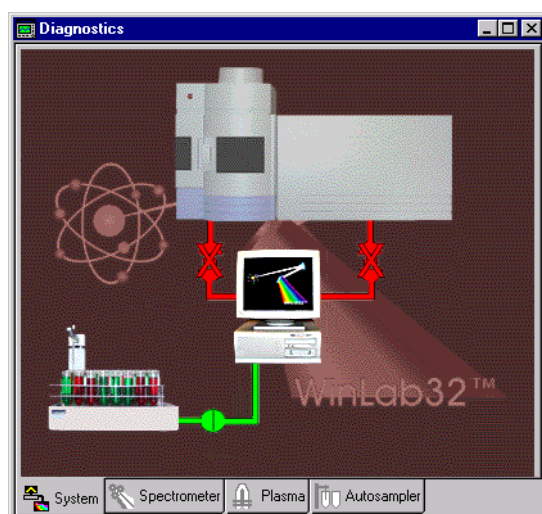 Diagnostics
WinLab32™
System
Spectrometer
Plasma
Autosampler